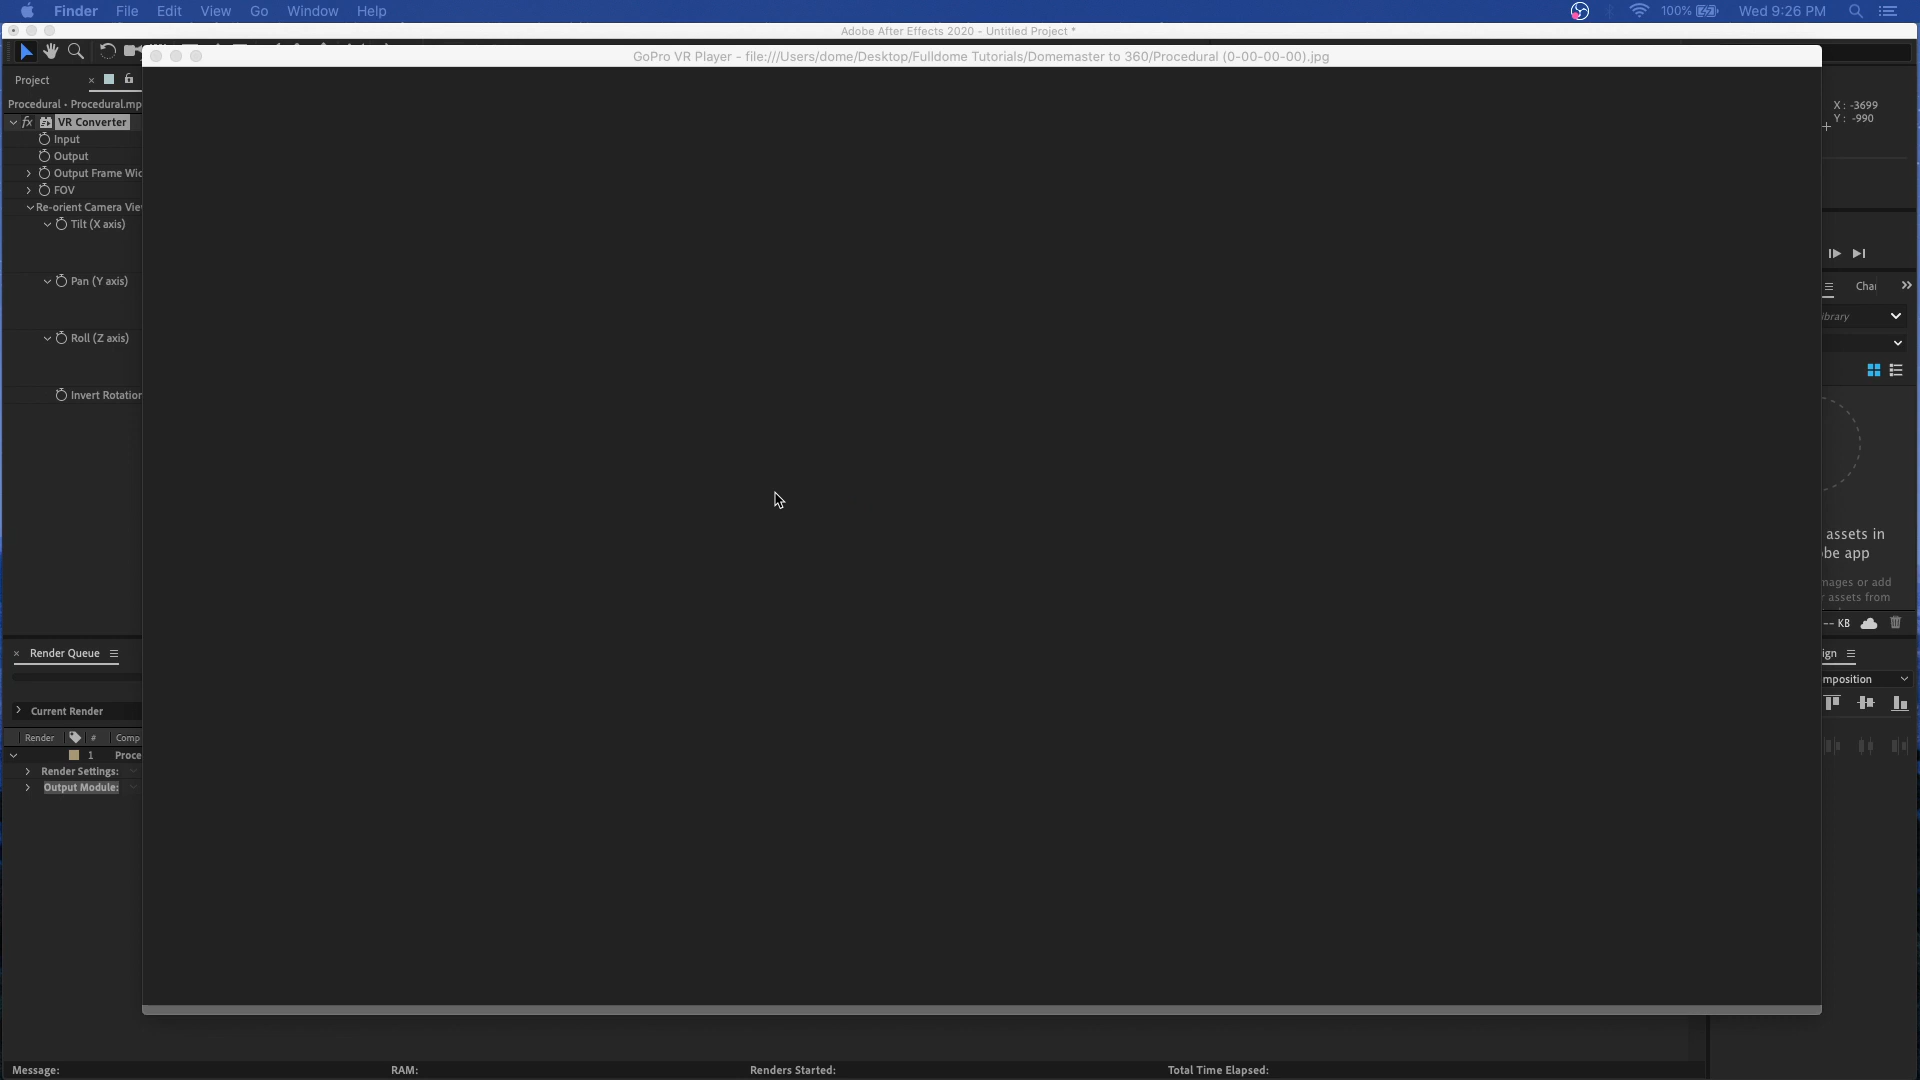 Finder File Edit View Go Window Help 100% Wed 9:26 PM
Adobe After Effects 2020 - Untitled Project *
GoPro VR Player - file:///Users/dome/Desktop/Fulldome Tutorials/Domemaster to 360/Procedural (0-00-00-00).jpg
Project
Procedural • Procedural.mp
fx VR Converter
Input
Output
Output Frame Wid
FOV
Re-orient Camera Vie
Tilt (X axis)
Pan (Y axis)
Roll (Z axis)
Invert Rotation
X: -3699
Y: -990
Cha
ibrary
assets in
be app
mages or add
r assets from
-- KB
Render Queue
ign
mposition
Current Render
Render # Comp
1 Proce
Render Settings:
Output Module:
Message: RAM: Renders Started: Total Time Elapsed: